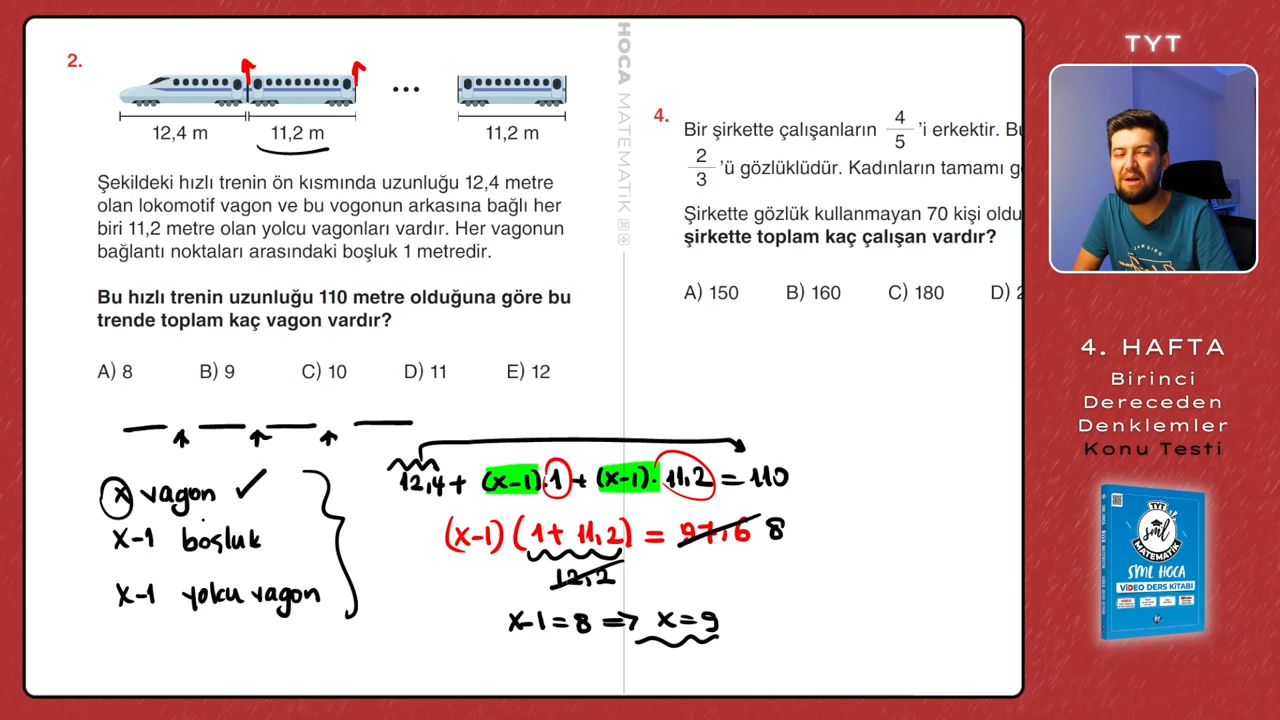 2.
12,4 m
11,2 m
...
11,2 m
Şekildeki hızlı trenin ön kısmında uzunluğu 12,4 metre
olan lokomotif vagon ve bu vogonun arkasına bağlı her
biri 11,2 metre olan yolcu vagonları vardır. Her vagonun
bağlantı noktaları arasındaki boşluk 1 metredir.
Bu hızlı trenin uzunluğu 110 metre olduğuna göre bu
trende toplam kaç vagon vardır?
A) 8 B) 9 C) 10 D) 11 E) 12
x vagon ✓
x-1 boşluk
x-1 yolcu vagon
12,4 + (x-1).1 + (x-1). 11,2 = 110
(x-1) (1 + 11,2) = 97,6 8
12,2
x-1 = 8 => x = 9
HOCA MATEMATİK
4.
Bir şirkette çalışanların 4/5 'i erkektir. Bu
2/3 'ü gözlüklüdür. Kadınların tamamı g
Şirkette gözlük kullanmayan 70 kişi oldu
şirkette toplam kaç çalışan vardır?
A) 150 B) 160 C) 180 D) 2
TYT
4. HAFTA
Birinci
Dereceden
Denklemler
Konu Testi
TYT
sml
MATEMATİK
SML HOCA
VİDEO DERS KİTABI